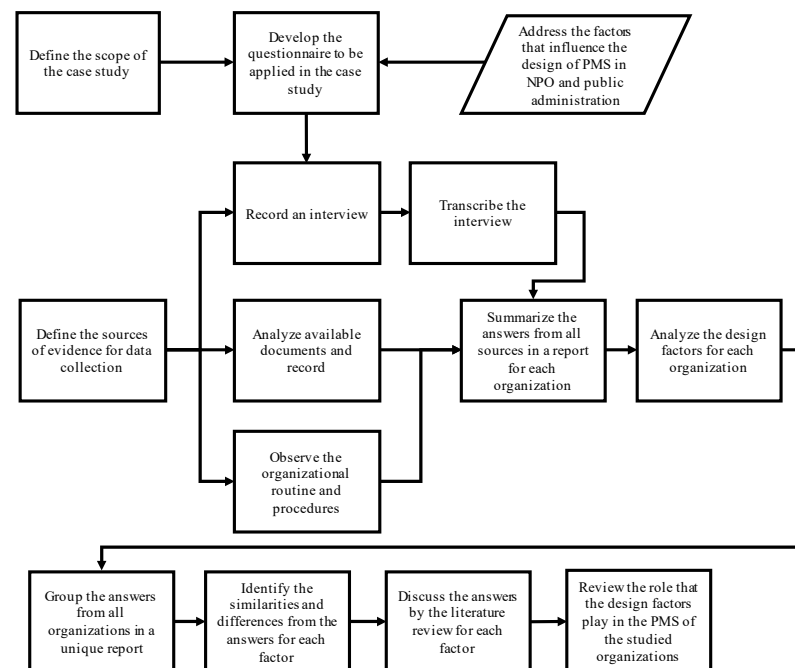 Define the scope of
the case study
Develop the
questionnaire to be
applied in the case
study
Address the factors
that influence the
design of PMS in
NPO and public
administration
Record an interview
Transcribe the
interview
Define the sources
of evidence for data
collection
Analyze available
documents and
record
Summarize the
answers from all
sources in a report
for each
organization
Analyze the design
factors for each
organization
Observe the
organizational
routine and
procedures
Group the answers
from all
organizations in a
unique report
Identify the
similarities and
differences from the
answers for each
factor
Discuss the answers
by the literature
review for each
factor
Review the role that
the design factors
play in the PMS of
the studied
organizations